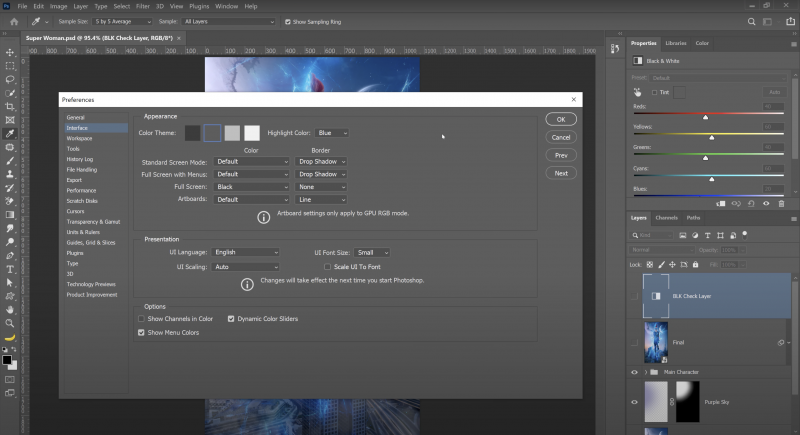 Ps File Edit Image Layer Type Select Filter 3D View Plugins Window Help
Sample Size: 5 by 5 Average Sample: All Layers Show Sampling Ring
Super Woman.psd @ 95.4% (BLK Check Layer, RGB/8*) ×
Preferences
General
Interface
Workspace
Tools
History Log
File Handling
Export
Performance
Scratch Disks
Cursors
Transparency & Gamut
Units & Rulers
Guides, Grid & Slices
Plugins
Type
3D
Technology Previews
Product Improvement
Appearance
Color Theme: Highlight Color: Blue
Color Border
Standard Screen Mode: Default Drop Shadow
Full Screen with Menus: Default Drop Shadow
Full Screen: Black None
Artboards: Default Line
Artboard settings only apply to GPU RGB mode.
Presentation
UI Language: English UI Font Size: Small
UI Scaling: Auto Scale UI To Font
Changes will take effect the next time you start Photoshop.
Options
Show Channels in Color Dynamic Color Sliders
Show Menu Colors
OK
Cancel
Prev
Next
Properties Libraries Color
Black & White
Preset: Default
Tint Auto
Reds: 40
Yellows:
Greens: 40
Cyans:
Blues: 20
Layers Channels Paths
Kind
Normal Opacity: 100%
Lock: Fill: 100%
BLK Check Layer
Final
Main Character
Purple Sky